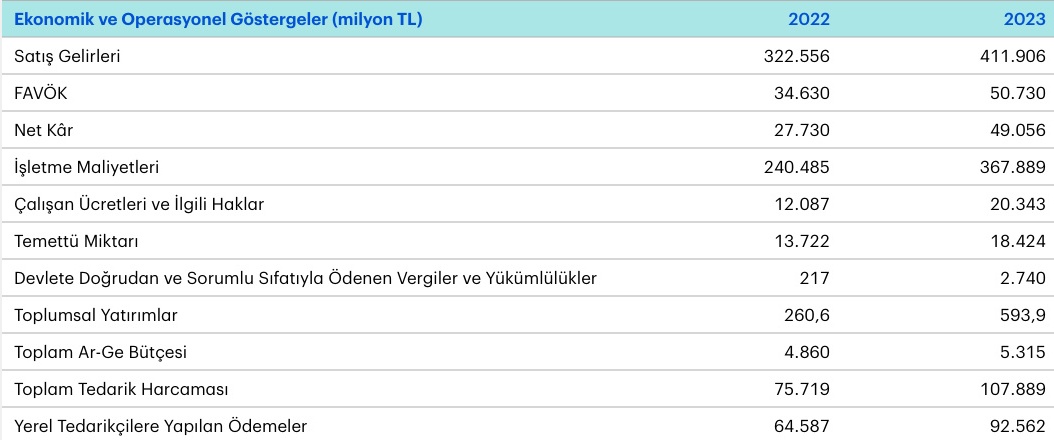 Ekonomik ve Operasyonel Göstergeler (milyon TL) 2022 2023
Satış Gelirleri 322.556 411.906
FAVÖK 34.630 50.730
Net Kâr 27.730 49.056
İşletme Maliyetleri 240.485 367.889
Çalışan Ücretleri ve İlgili Haklar 12.087 20.343
Temettü Miktarı 13.722 18.424
Devlete Doğrudan ve Sorumlu Sıfatıyla Ödenen Vergiler ve Yükümlülükler 217 2.740
Toplumsal Yatırımlar 260,6 593,9
Toplam Ar-Ge Bütçesi 4.860 5.315
Toplam Tedarik Harcaması 75.719 107.889
Yerel Tedarikçilere Yapılan Ödemeler 64.587 92.562